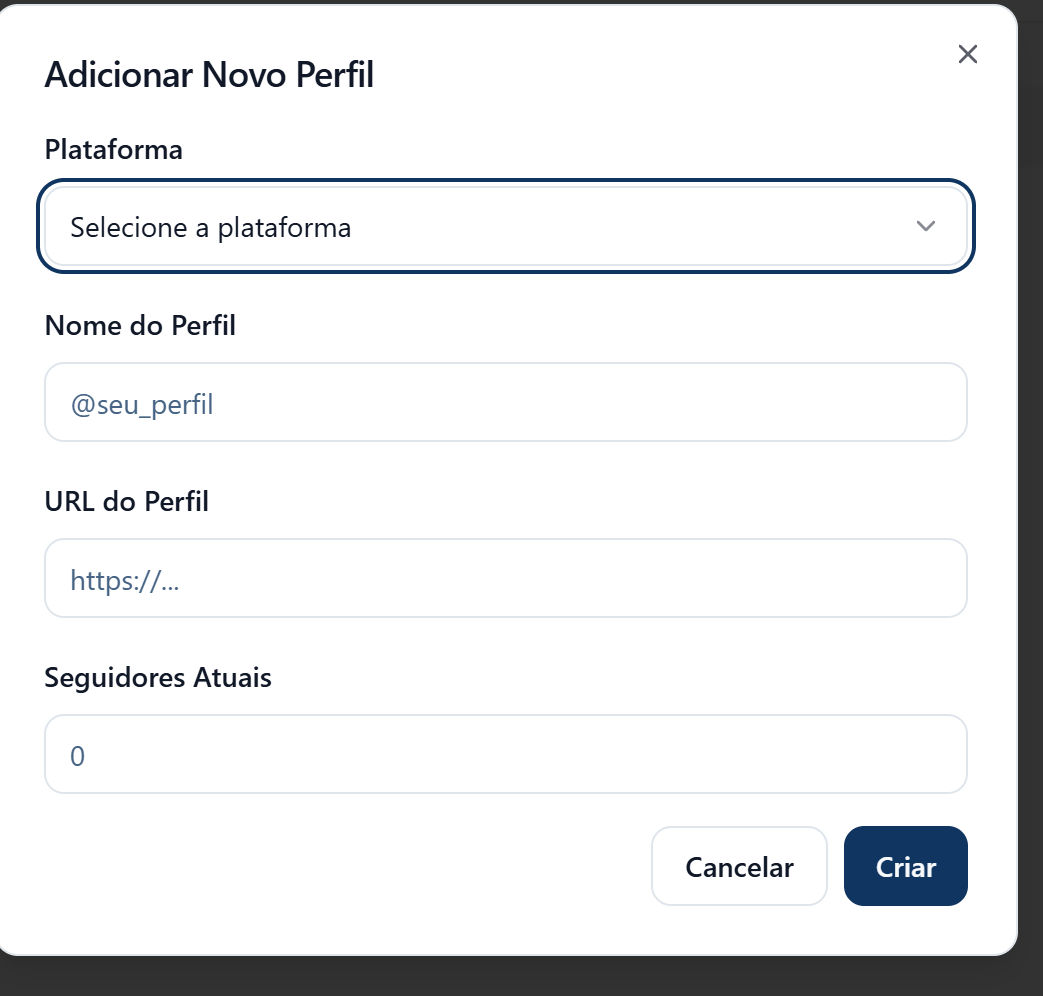 Adicionar Novo Perfil
Plataforma
Selecione a plataforma
Nome do Perfil
@seu_perfil
URL do Perfil
https://...
Seguidores Atuais
0
Cancelar
Criar